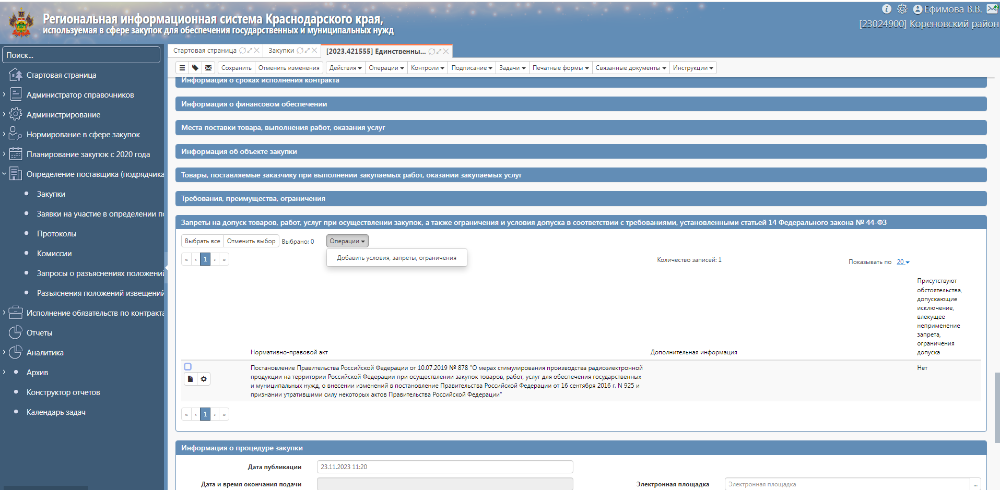 Региональная информационная система Краснодарского края,
используемая в сфере закупок для обеспечения государственных и муниципальных нужд
Ефимова В.В.
2
[23024900] Кореновский район
Поиск...
Стартовая страница
Администратор справочников
Администрирование
Нормирование в сфере закупок
Планирование закупок с 2020 года
Определение поставщика (подрядчика
Закупки
Заявки на участие в определении по
Протоколы
Комиссии
Запросы о разъяснениях положений
Разъяснения положений извещений
Исполнение обязательств по контракта
Отчеты
Аналитика
Архив
Конструктор отчетов
Календарь задач
Стартовая страница
Закупки
[2023.421555] Единственны...
Сохранить
Отменить изменения
Действия
Операции
Контроли
Подписание
Задачи
Печатные формы
Связанные документы
Инструкции
Информация о сроках исполнения контракта
Информация о финансовом обеспечении
Места поставки товара, выполнения работ, оказания услуг
Информация об объекте закупки
Товары, поставляемые заказчику при выполнении закупаемых работ, оказании закупаемых услуг
Требования, преимущества, ограничения
Запреты на допуск товаров, работ, услуг при осуществлении закупок, а также ограничения и условия допуска в соответствии с требованиями, установленными статьей 14 Федерального закона № 44-ФЗ
Выбрать все
Отменить выбор
Выбрано: 0
Операции
Добавить условия, запреты, ограничения
« ‹ 1 › »
Количество записей: 1
Показывать по 20
Нормативно-правовой акт
Дополнительная информация
Присутствуют
обстоятельства,
допускающие
исключение,
влекущее
неприменение
запрета,
ограничения
допуска
Постановление Правительства Российской Федерации от 10.07.2019 № 878 "О мерах стимулирования производства радиоэлектронной
продукции на территории Российской Федерации при осуществлении закупок товаров, работ, услуг для обеспечения государственных
и муниципальных нужд, о внесении изменений в постановление Правительства Российской Федерации от 16 сентября 2016 г. N 925 и
признании утратившими силу некоторых актов Правительства Российской Федерации"
Нет
« ‹ 1 › »
Информация о процедуре закупки
Дата публикации
23.11.2023 11:20
Дата и время окончания подачи
Электронная площадка
Электронная площадка
...